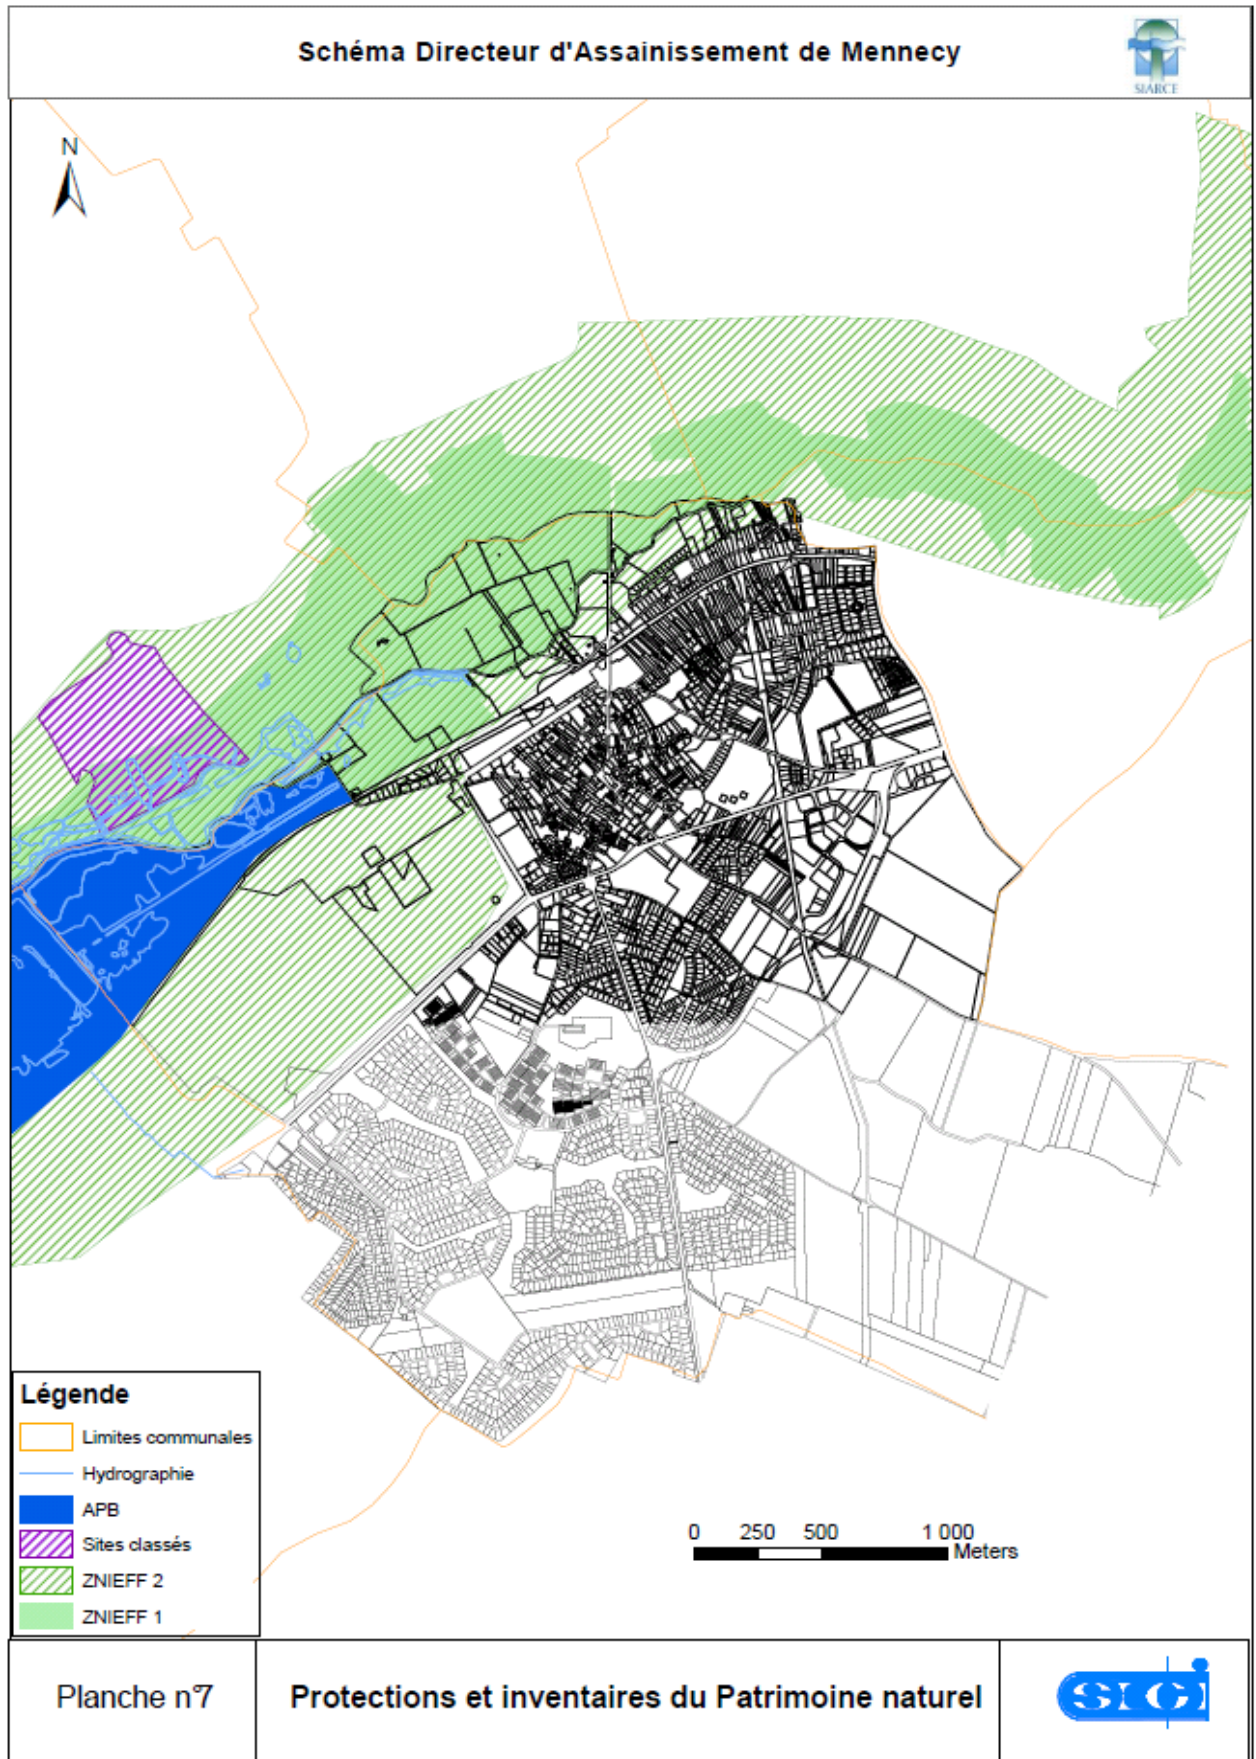 Schéma Directeur d'Assainissement de Mennecy
SIARCE
N
Légende
Limites communales
Hydrographie
APB
Sites classés
ZNIEFF 2
ZNIEFF 1
0 250 500 1 000
Meters
Planche n°7
Protections et inventaires du Patrimoine naturel
SICI